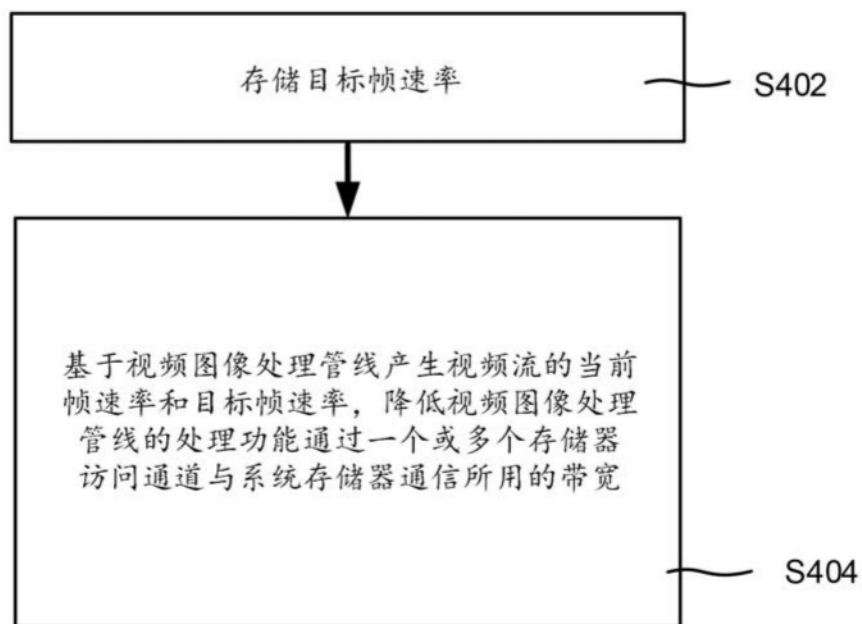 存储目标帧速率
S402
基于视频图像处理管线产生视频流的当前
帧速率和目标帧速率，降低视频图像处理
管线的处理功能通过一个或多个存储器
访问通道与系统存储器通信所用的带宽
S404